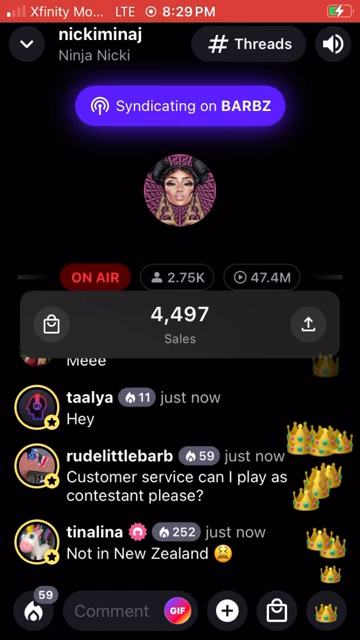 Xfinity Mo... LTE 8:29 PM
nickiminaj
Ninja Nicki
# Threads
Syndicating on BARBZ
ON AIR 2.75K 47.4M
4,497
Sales
Meee
taalya 11 just now
Hey
rudelittlebarb 59 just now
Customer service can I play as
contestant please?
tinalina 252 just now
Not in New Zealand 😫
59
Comment GIF